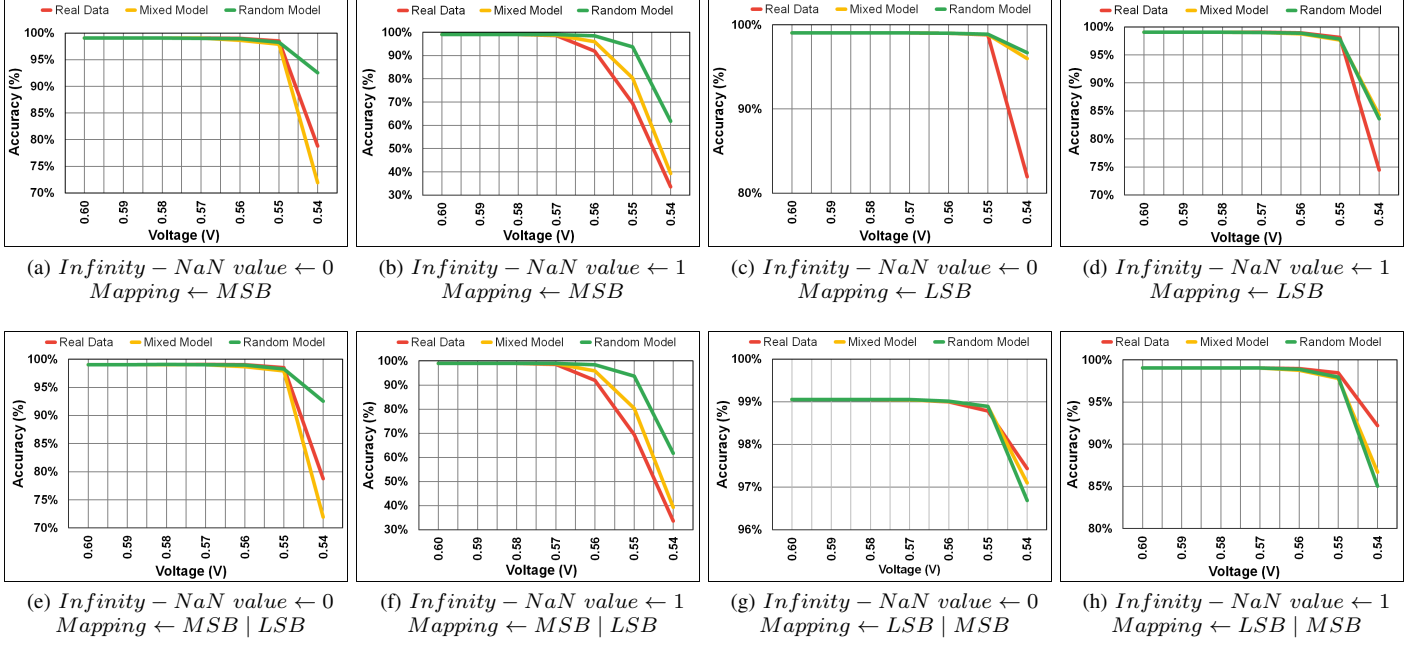 Real Data Mixed Model Random Model
Accuracy (%)
100%
95%
90%
85%
80%
75%
70%
0.60 0.59 0.58 0.57 0.56 0.55 0.54
Voltage (V)
(a) Infinity − NaN value ← 0
Mapping ← MSB
Real Data Mixed Model Random Model
Accuracy (%)
100%
90%
80%
70%
60%
50%
40%
30%
0.60 0.59 0.58 0.57 0.56 0.55 0.54
Voltage (V)
(b) Infinity − NaN value ← 1
Mapping ← MSB
Real Data Mixed Model Random Model
Accuracy (%)
100%
90%
80%
0.60 0.59 0.58 0.57 0.56 0.55 0.54
Voltage (V)
(c) Infinity − NaN value ← 0
Mapping ← LSB
Real Data Mixed Model Random Model
Accuracy (%)
100%
95%
90%
85%
80%
75%
70%
0.60 0.59 0.58 0.57 0.56 0.55 0.54
Voltage (V)
(d) Infinity − NaN value ← 1
Mapping ← LSB
Real Data Mixed Model Random Model
Accuracy (%)
100%
95%
90%
85%
80%
75%
70%
0.60 0.59 0.58 0.57 0.56 0.55 0.54
Voltage (V)
(e) Infinity − NaN value ← 0
Mapping ← MSB | LSB
Real Data Mixed Model Random Model
Accuracy (%)
100%
90%
80%
70%
60%
50%
40%
30%
0.60 0.59 0.58 0.57 0.56 0.55 0.54
Voltage (V)
(f) Infinity − NaN value ← 1
Mapping ← MSB | LSB
Real Data Mixed Model Random Model
Accuracy (%)
100%
99%
98%
97%
96%
0.60 0.59 0.58 0.57 0.56 0.55 0.54
Voltage (V)
(g) Infinity − NaN value ← 0
Mapping ← LSB | MSB
Real Data Mixed Model Random Model
Accuracy (%)
100%
95%
90%
85%
80%
0.60 0.59 0.58 0.57 0.56 0.55 0.54
Voltage (V)
(h) Infinity − NaN value ← 1
Mapping ← LSB | MSB